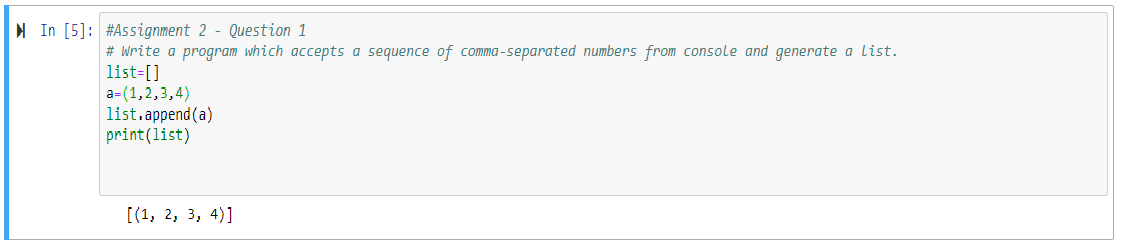 In [5]: #Assignment 2 - Question 1
# Write a program which accepts a sequence of comma-separated numbers from console and generate a list.
list=[]
a=(1,2,3,4)
list.append(a)
print(list)
[(1, 2, 3, 4)]